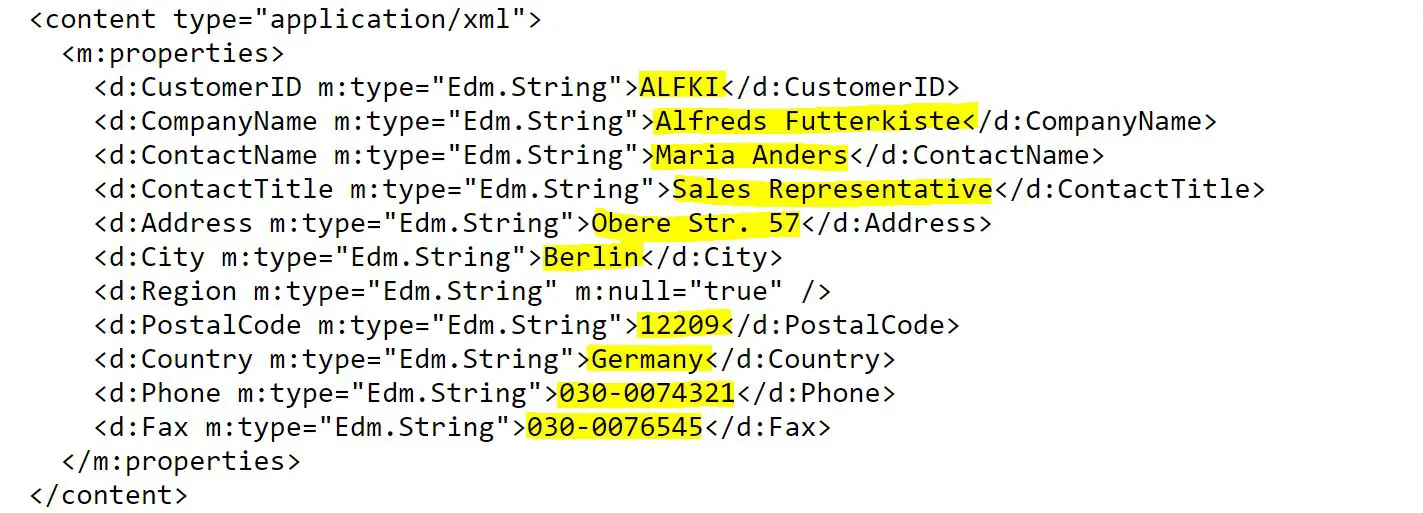 <content type="application/xml">
<m:properties>
<d:CustomerID m:type="Edm.String">ALFKI</d:CustomerID>
<d:CompanyName m:type="Edm.String">Alfreds Futterkiste</d:CompanyName>
<d:ContactName m:type="Edm.String">Maria Anders</d:ContactName>
<d:ContactTitle m:type="Edm.String">Sales Representative</d:ContactTitle>
<d:Address m:type="Edm.String">Obere Str. 57</d:Address>
<d:City m:type="Edm.String">Berlin</d:City>
<d:Region m:type="Edm.String" m:null="true" />
<d:PostalCode m:type="Edm.String">12209</d:PostalCode>
<d:Country m:type="Edm.String">Germany</d:Country>
<d:Phone m:type="Edm.String">030-0074321</d:Phone>
<d:Fax m:type="Edm.String">030-0076545</d:Fax>
</m:properties>
</content>